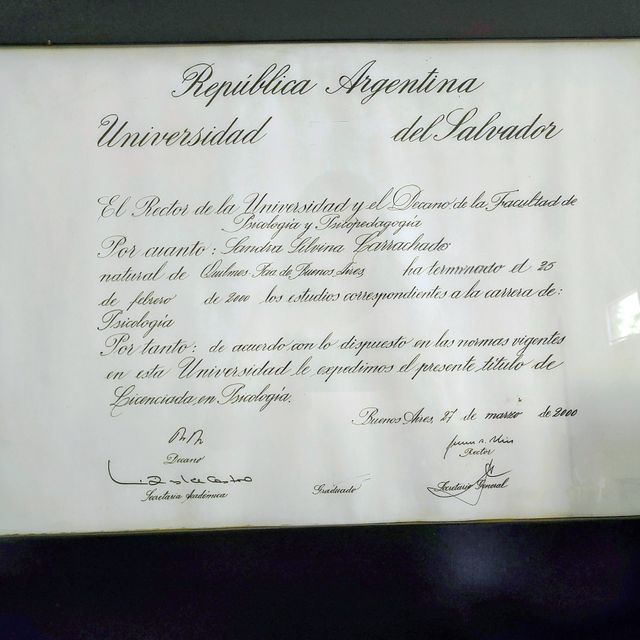 República Argentina
Universidad del Salvador
El Rector de la Universidad y el Decano de la Facultad de
Psicología y Psicopedagogía
Por cuanto: Sandra Silvina Carrachado
natural de Quilmes. Pcia de Buenos Aires ha terminado el 25
de febrero de 2000 los estudios correspondientes a la carrera de:
Psicología
Por tanto: de acuerdo con lo dispuesto en las normas vigentes
en esta Universidad le expedimos el presente título de
Licenciada en Psicología.
Buenos Aires, 27 de marzo de 2000
Decano
Rector
Secretaria Académica
Graduado
Secretario General